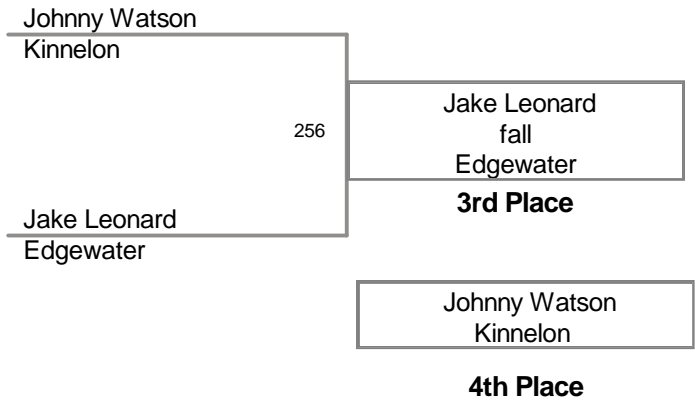 Johnny Watson
Kinnelon
256
Jake Leonard
fall
Edgewater
3rd Place
Jake Leonard
Edgewater
Johnny Watson
Kinnelon
4th Place